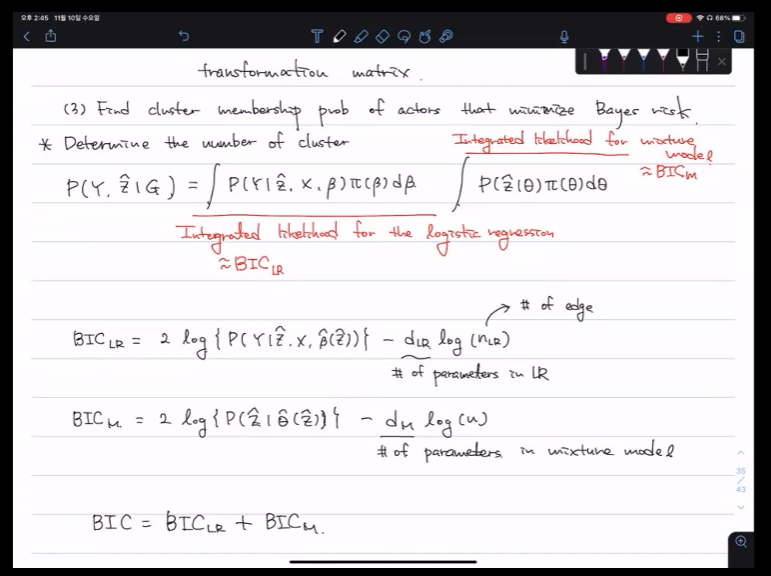 오후 2:45 11월 10일 수요일
68%
transformation matrix.
(3) Find cluster membership prob of actors that minimize Bayes risk.
* Determine the number of cluster
Integrated likelihood for mixture model
≈ BIC_M
P(Y, Ẑ | G) = ∫ P(Y | Ẑ, X, β) π(β) dβ ∫ P(Ẑ | θ) π(θ) dθ
Integrated likelihood for the logistic regression
≈ BIC_LR
# of edge
BIC_LR = 2 log{P(Y | Ẑ, X, β̂(Ẑ))} - d_LR log(n_LR)
# of parameters in LR
BIC_M = 2 log{P(Ẑ | θ̂(Ẑ))} - d_M log(n)
# of parameters in mixture model
35
/
43
BIC = BIC_LR + BIC_M.